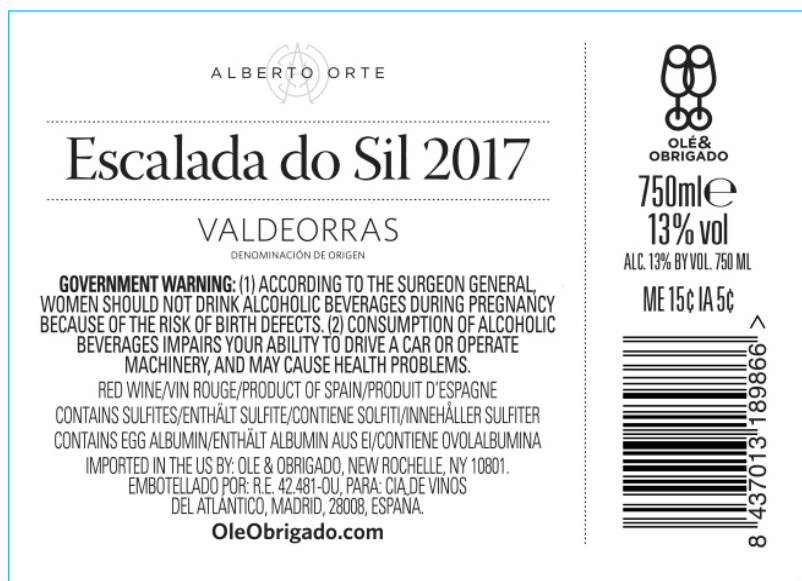 ALBERTO ORTE
Escalada do Sil 2017
VALDEORRAS
DENOMINACIÓN DE ORIGEN
GOVERNMENT WARNING: (1) ACCORDING TO THE SURGEON GENERAL,
WOMEN SHOULD NOT DRINK ALCOHOLIC BEVERAGES DURING PREGNANCY
BECAUSE OF THE RISK OF BIRTH DEFECTS. (2) CONSUMPTION OF ALCOHOLIC
BEVERAGES IMPAIRS YOUR ABILITY TO DRIVE A CAR OR OPERATE
MACHINERY, AND MAY CAUSE HEALTH PROBLEMS.
RED WINE/VIN ROUGE/PRODUCT OF SPAIN/PRODUIT D'ESPAGNE
CONTAINS SULFITES/ENTHÄLT SULFITE/CONTIENE SOLFITI/INNEHÅLLER SULFITER
CONTAINS EGG ALBUMIN/ENTHÄLT ALBUMIN AUS EI/CONTIENE OVOLALBUMINA
IMPORTED IN THE US BY: OLE & OBRIGADO, NEW ROCHELLE, NY 10801.
EMBOTELLADO POR: R.E. 42.481-OU, PARA: CIA DE VINOS
DEL ATLÁNTICO, MADRID, 28008, ESPAÑA.
OleObrigado.com
OLÉ&
OBRIGADO
750ml℮
13% vol
ALC. 13% BY VOL. 750 ML
ME 15¢ IA 5¢
8 437013 189866 >